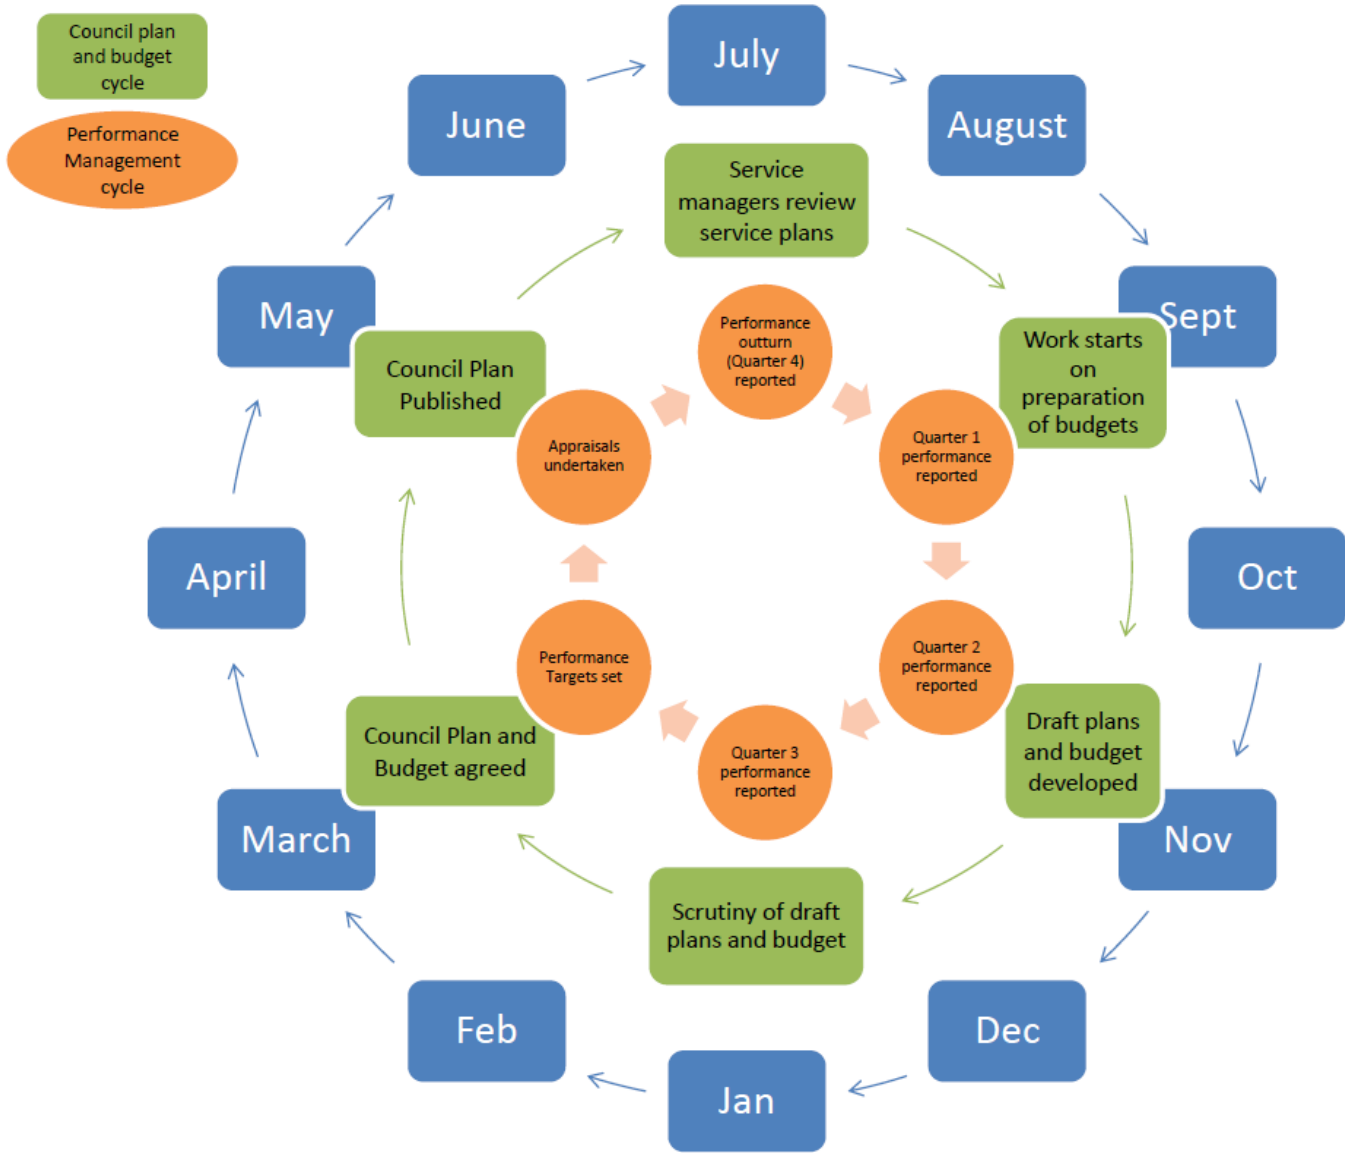 Council plan
and budget
cycle
Performance
Management
cycle
July
August
Sept
Oct
Nov
Dec
Jan
Feb
March
April
May
June
Service
managers review
service plans
Work starts
on
preparation
of budgets
Draft plans
and budget
developed
Scrutiny of draft
plans and budget
Council Plan and
Budget agreed
Council Plan
Published
Performance
outturn
(Quarter 4)
reported
Quarter 1
performance
reported
Quarter 2
performance
reported
Quarter 3
performance
reported
Performance
Targets set
Appraisals
undertaken